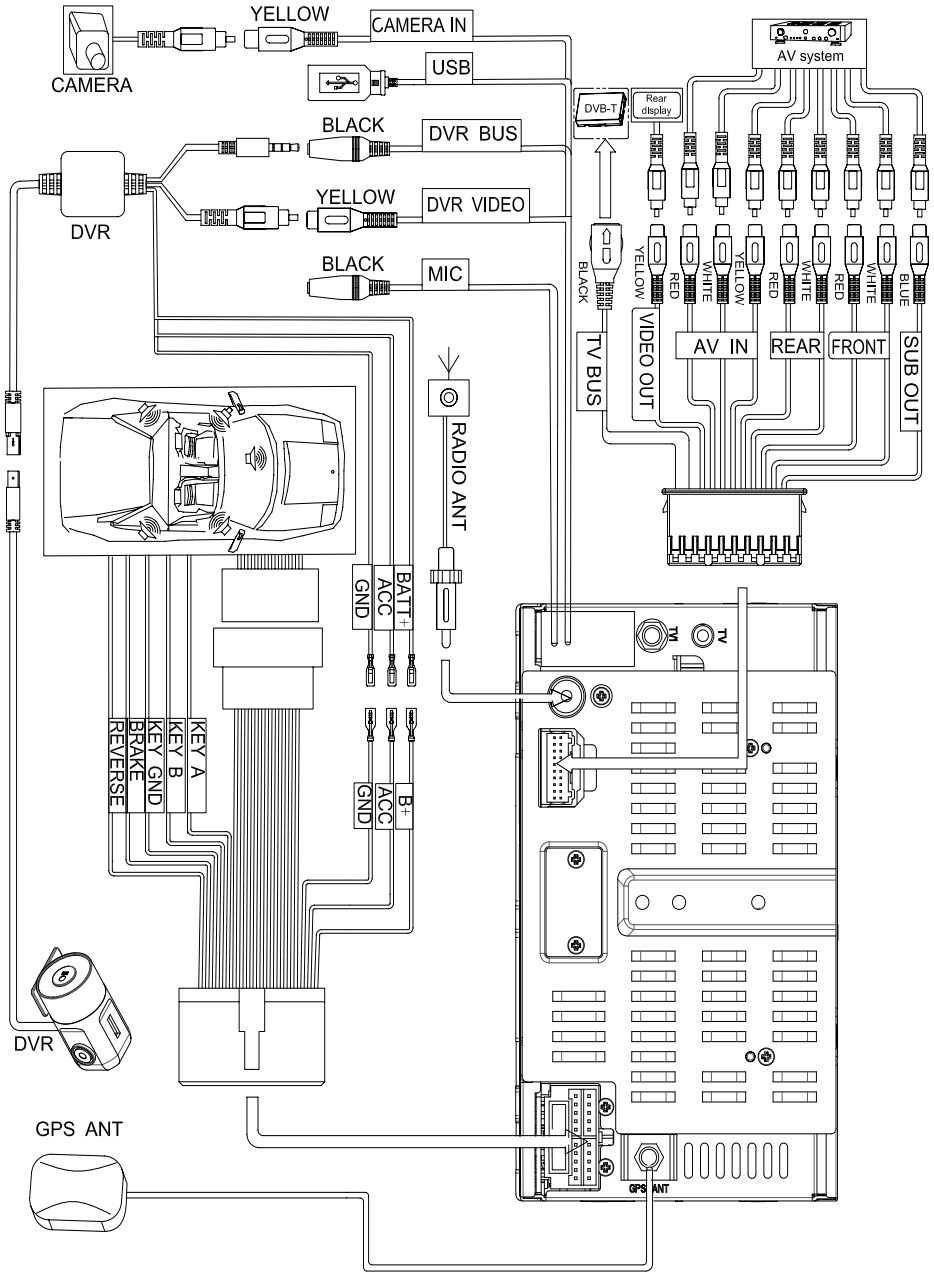 YELLOW
CAMERA IN
CAMERA
USB
BLACK
DVR BUS
DVR
YELLOW
DVR VIDEO
BLACK
MIC
AV system
DVB-T
Rear
display
BLACK
YELLOW
RED
WHITE
YELLOW
RED
WHITE
RED
WHITE
BLUE
TV BUS
VIDEO OUT
AV IN
REAR
FRONT
SUB OUT
RADIO ANT
GND
ACC
BATT+
TV1
TV
REVERSE
BRAKE
KEY GND
KEY B
KEY A
GND
ACC
B+
DVR
GPS ANT
GPS ANT